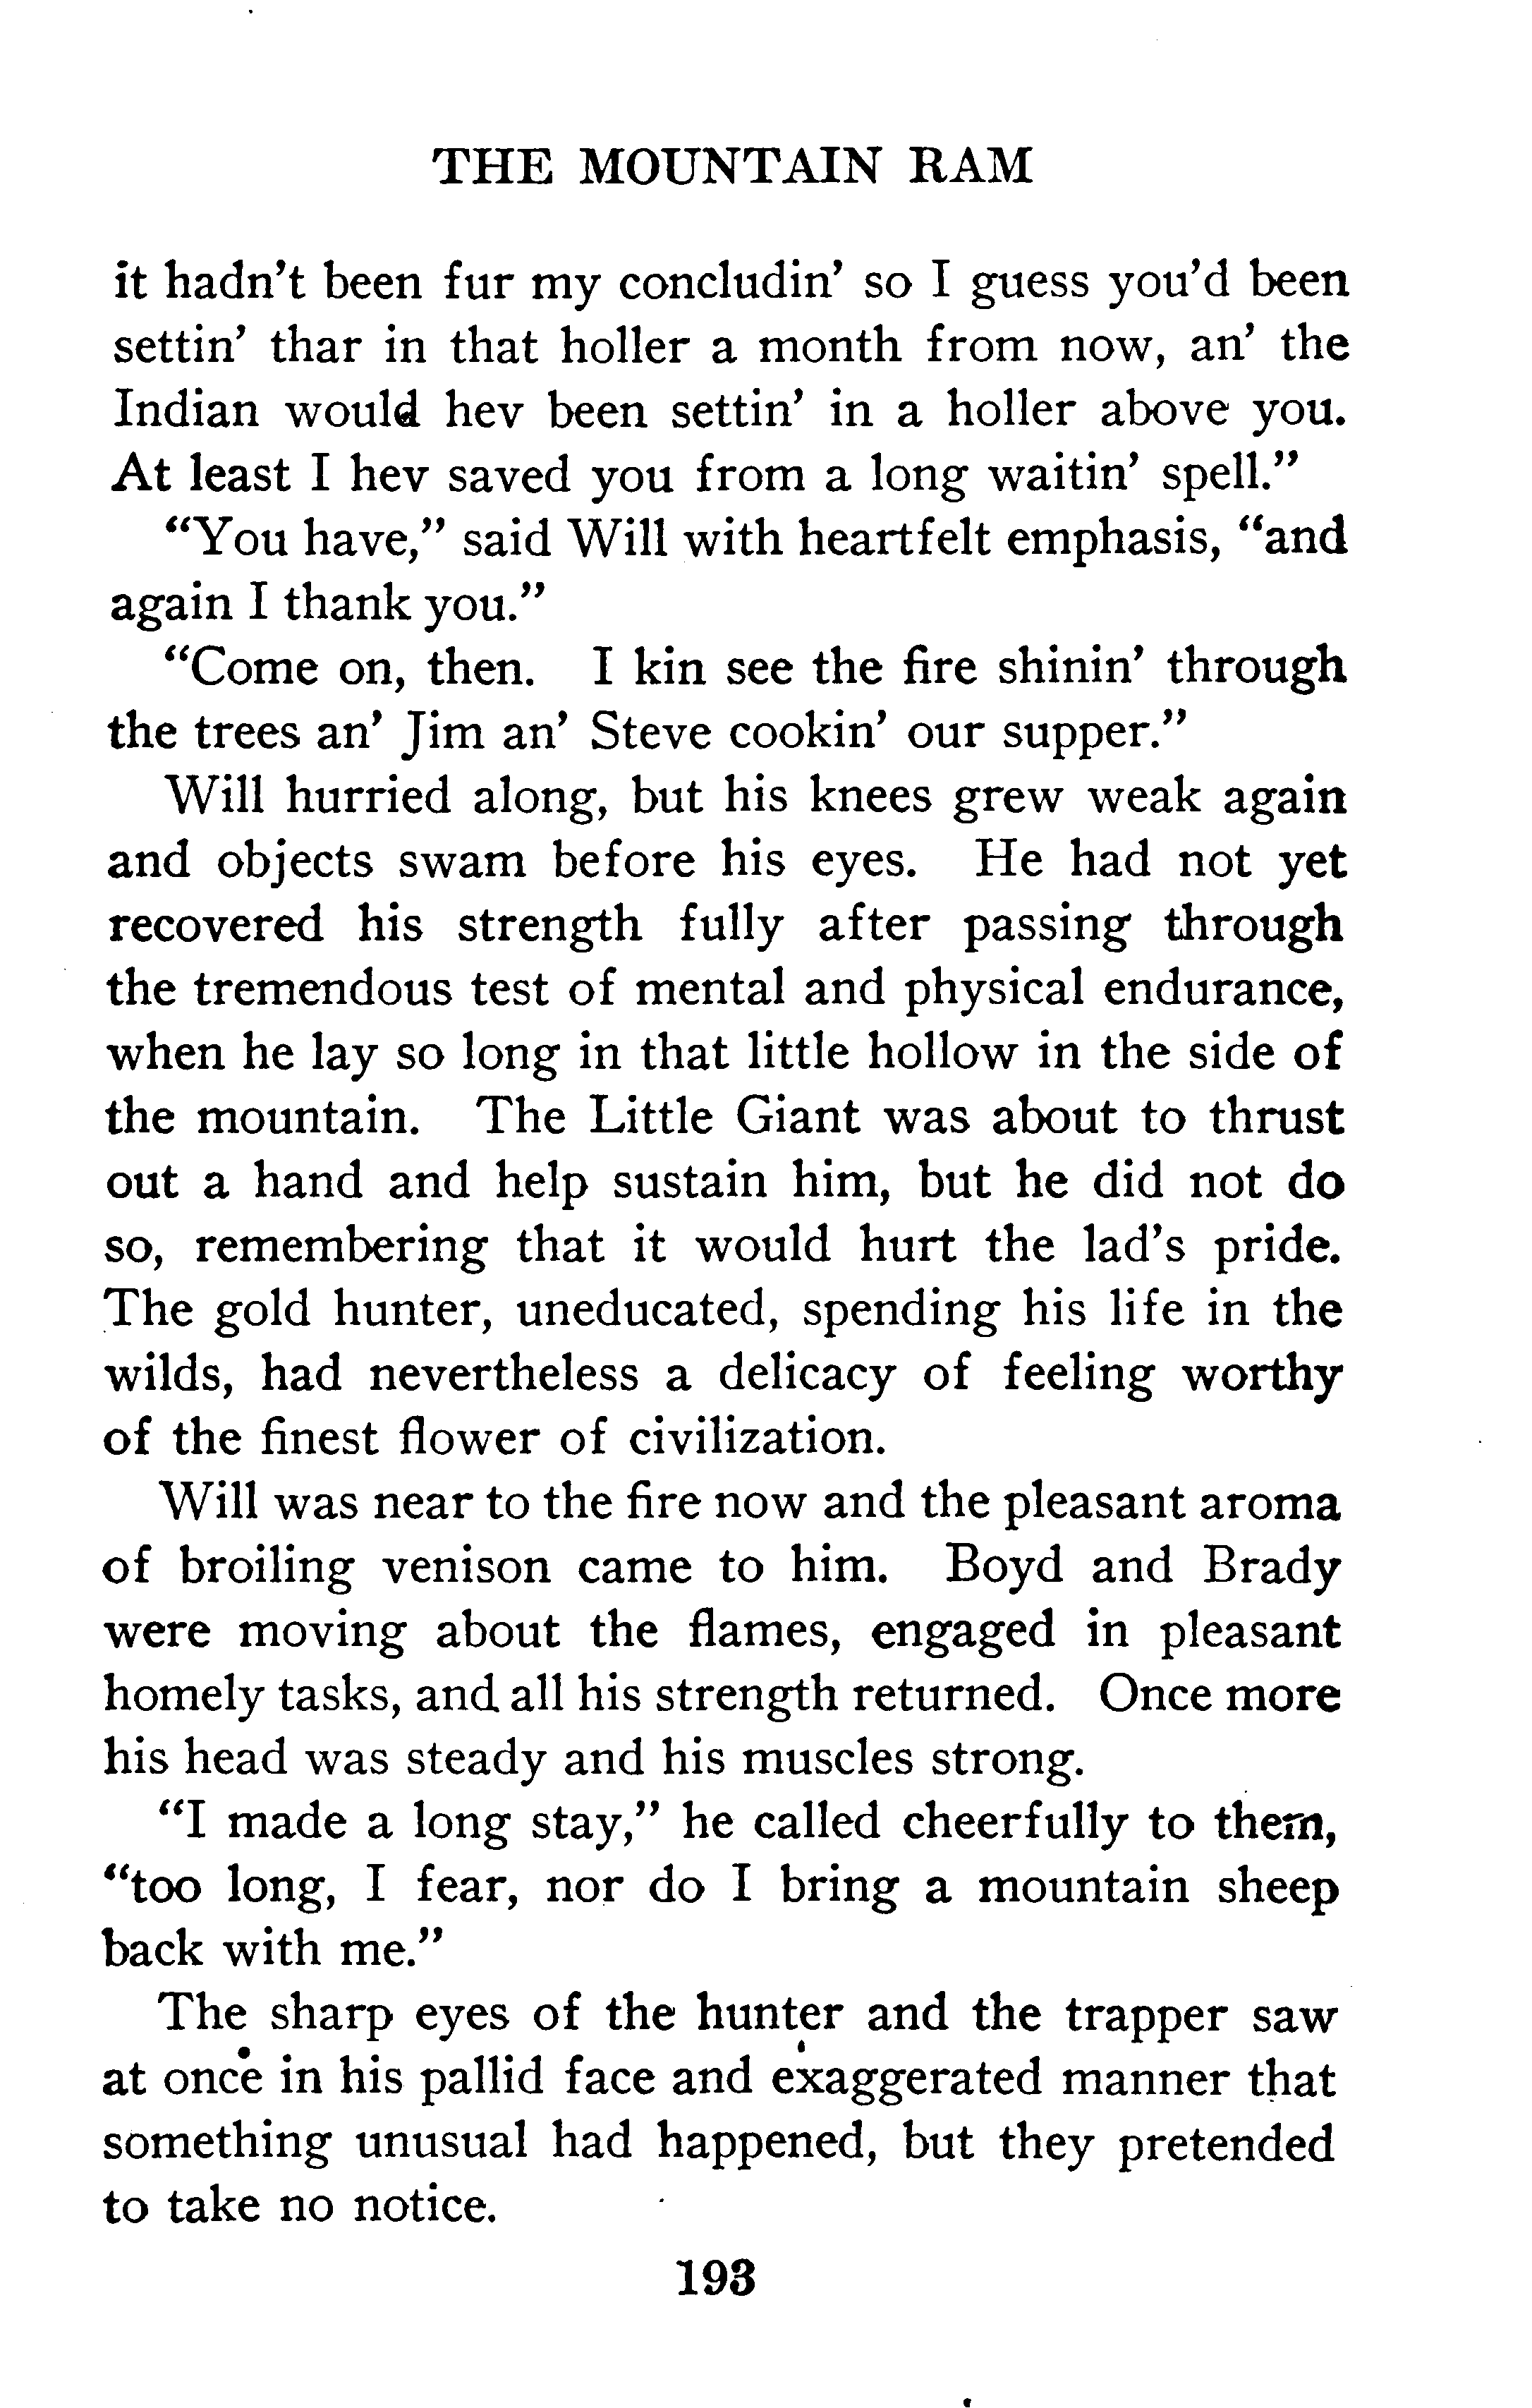 THE MOUNTAIN RAM
it hadn't been fur my concludin' so I guess you'd been
settin' thar in that holler a month from now, an' the
Indian would hev been settin' in a holler above you.
At least I hev saved you from a long waitin' spell."
"You have," said Will with heartfelt emphasis, "and
again I thank you."
"Come on, then. I kin see the fire shinin' through
the trees an' Jim an' Steve cookin' our supper."
Will hurried along, but his knees grew weak again
and objects swam before his eyes. He had not yet
recovered his strength fully after passing through
the tremendous test of mental and physical endurance,
when he lay so long in that little hollow in the side of
the mountain. The Little Giant was about to thrust
out a hand and help sustain him, but he did not do
so, remembering that it would hurt the lad's pride.
The gold hunter, uneducated, spending his life in the
wilds, had nevertheless a delicacy of feeling worthy
of the finest flower of civilization.
Will was near to the fire now and the pleasant aroma
of broiling venison came to him. Boyd and Brady
were moving about the flames, engaged in pleasant
homely tasks, and all his strength returned. Once more
his head was steady and his muscles strong.
"I made a long stay," he called cheerfully to them,
"too long, I fear, nor do I bring a mountain sheep
back with me."
The sharp eyes of the hunter and the trapper saw
at once in his pallid face and exaggerated manner that
something unusual had happened, but they pretended
to take no notice.
193